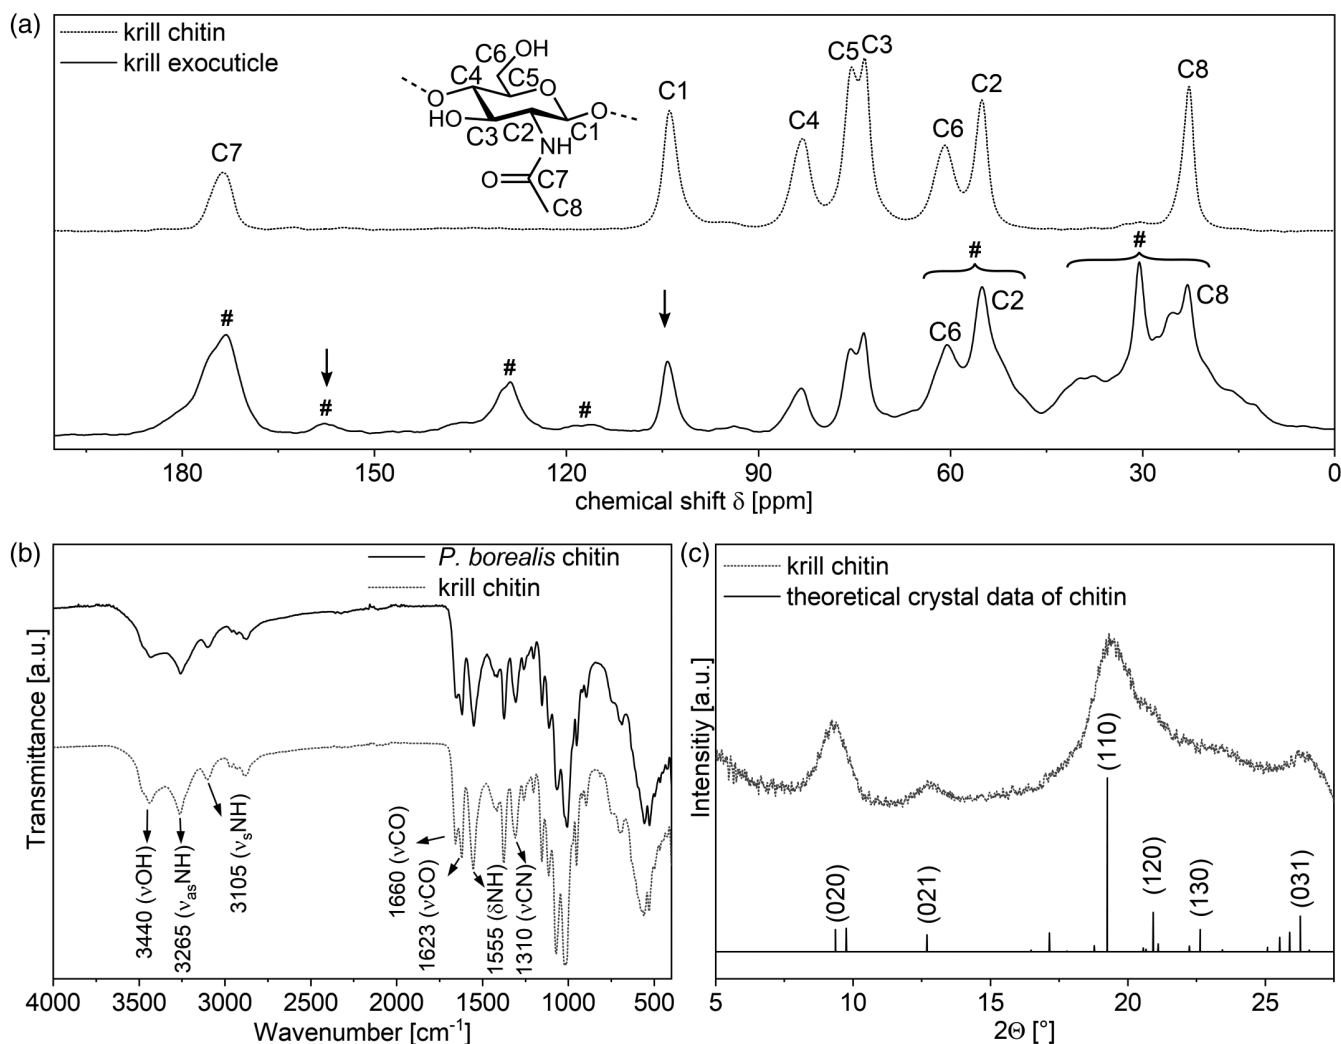 (a)
krill chitin
krill exocuticle
C6 OH
C4 C5 O
O O
HO
C3 C2 C1
NH
O C7
C8
C7
C1
C4
C5 C3
C6
C2
C8
#
#
#
#
#
C6
C2
#
C8
180 150 120 90 60 30 0
chemical shift δ [ppm]
(b)
P. borealis chitin
krill chitin
Transmittance [a.u.]
3440 (νOH)
3265 (νasNH)
3105 (νsNH)
1660 (νCO)
1623 (νCO)
1555 (δNH)
1310 (νCN)
4000 3500 3000 2500 2000 1500 1000 500
Wavenumber [cm-1]
(c)
krill chitin
theoretical crystal data of chitin
Intensitiy [a.u.]
(020)
(021)
(110)
(120)
(130)
(031)
5 10 15 20 25
2Θ [°]